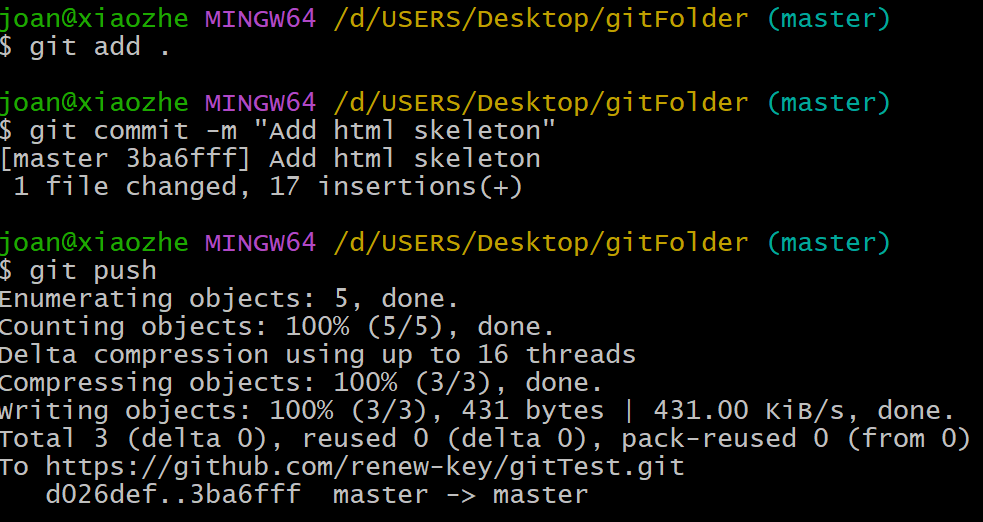 joan@xiaozhe MINGW64 /d/USERS/Desktop/gitFolder (master)
$ git add .
joan@xiaozhe MINGW64 /d/USERS/Desktop/gitFolder (master)
$ git commit -m "Add html skeleton"
[master 3ba6fff] Add html skeleton
 1 file changed, 17 insertions(+)
joan@xiaozhe MINGW64 /d/USERS/Desktop/gitFolder (master)
$ git push
Enumerating objects: 5, done.
Counting objects: 100% (5/5), done.
Delta compression using up to 16 threads
Compressing objects: 100% (3/3), done.
Writing objects: 100% (3/3), 431 bytes | 431.00 KiB/s, done.
Total 3 (delta 0), reused 0 (delta 0), pack-reused 0 (from 0)
To https://github.com/renew-key/gitTest.git
   d026def..3ba6fff  master -> master